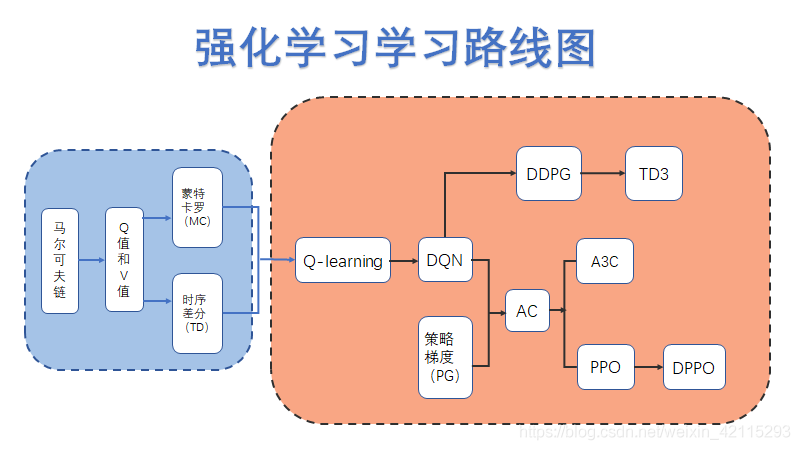 强化学习学习路线图
马
尔
可
夫
链
Q
值
和
V
值
蒙特
卡罗
（MC）
时序
差分
（TD）
Q-learning
DQN
策略
梯度
（PG）
DDPG
TD3
AC
A3C
PPO
DPPO
https://blog.csdn.net/weixin_42115293